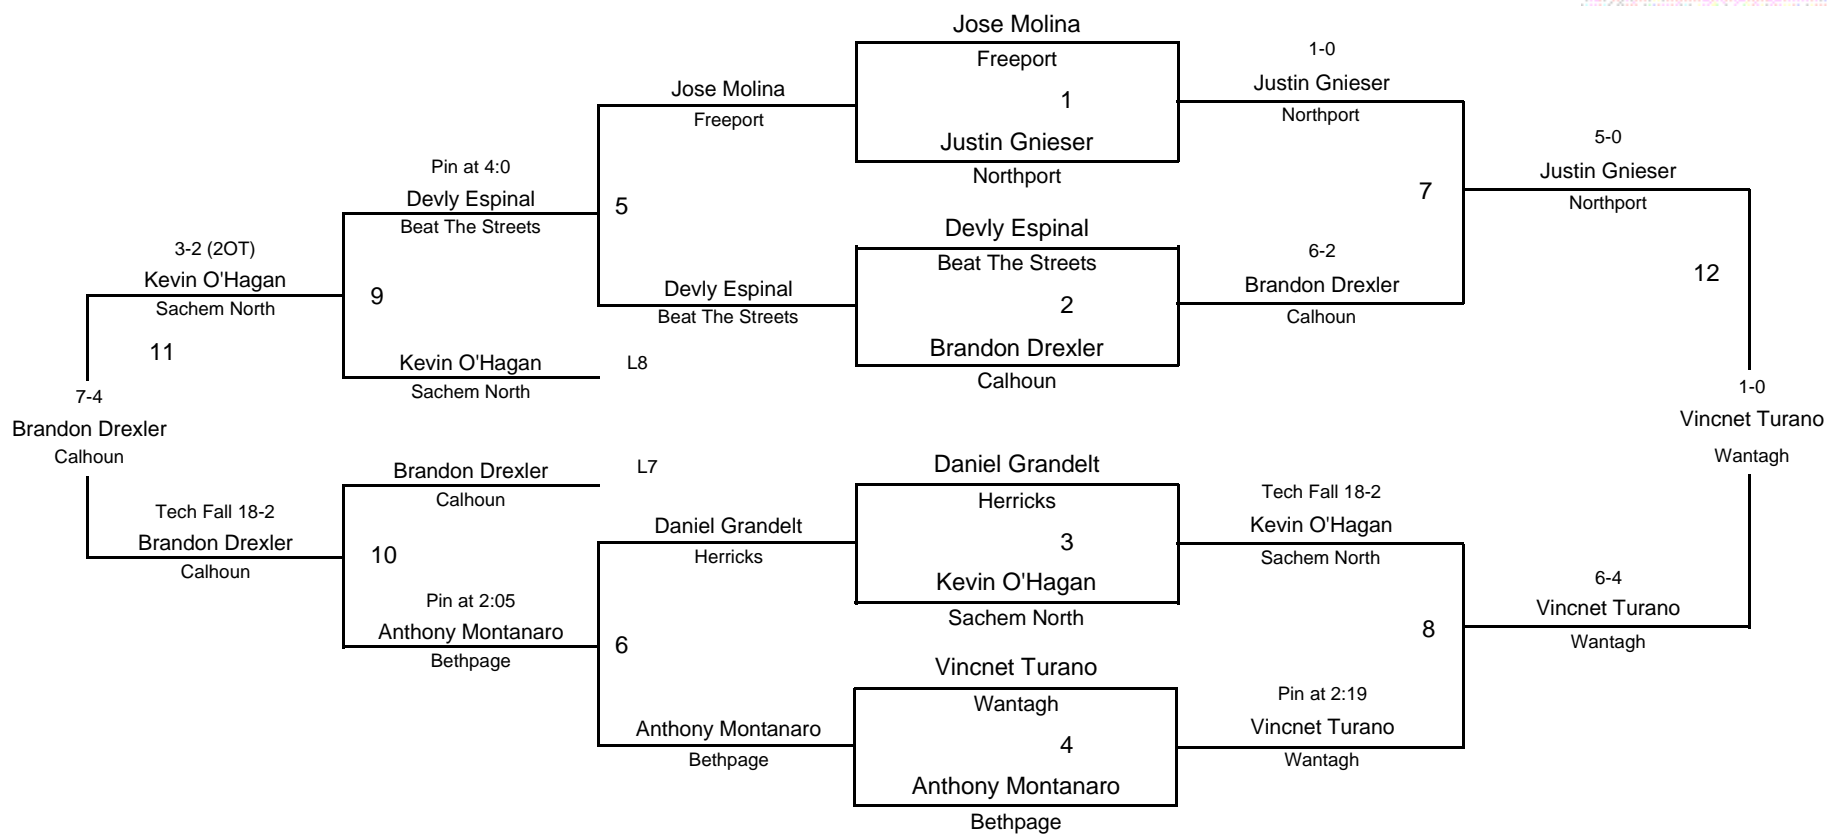 Jose Molina
Freeport
1
Justin Gnieser
Northport
1-0
Justin Gnieser
Northport
Jose Molina
Freeport
5-0
Justin Gnieser
Northport
Pin at 4:0
Devly Espinal
Beat The Streets
5
7
Devly Espinal
Beat The Streets
2
Brandon Drexler
Calhoun
6-2
Brandon Drexler
Calhoun
12
3-2 (2OT)
Kevin O'Hagan
Sachem North
9
Devly Espinal
Beat The Streets
11
Kevin O'Hagan
Sachem North
L8
7-4
Brandon Drexler
Calhoun
1-0
Vincnet Turano
Wantagh
Brandon Drexler
Calhoun
L7
Daniel Grandelt
Herricks
3
Kevin O'Hagan
Sachem North
Tech Fall 18-2
Kevin O'Hagan
Sachem North
Tech Fall 18-2
Brandon Drexler
Calhoun
10
Daniel Grandelt
Herricks
Pin at 2:05
Anthony Montanaro
Bethpage
6
8
6-4
Vincnet Turano
Wantagh
Vincnet Turano
Wantagh
4
Anthony Montanaro
Bethpage
Pin at 2:19
Vincnet Turano
Wantagh
Anthony Montanaro
Bethpage